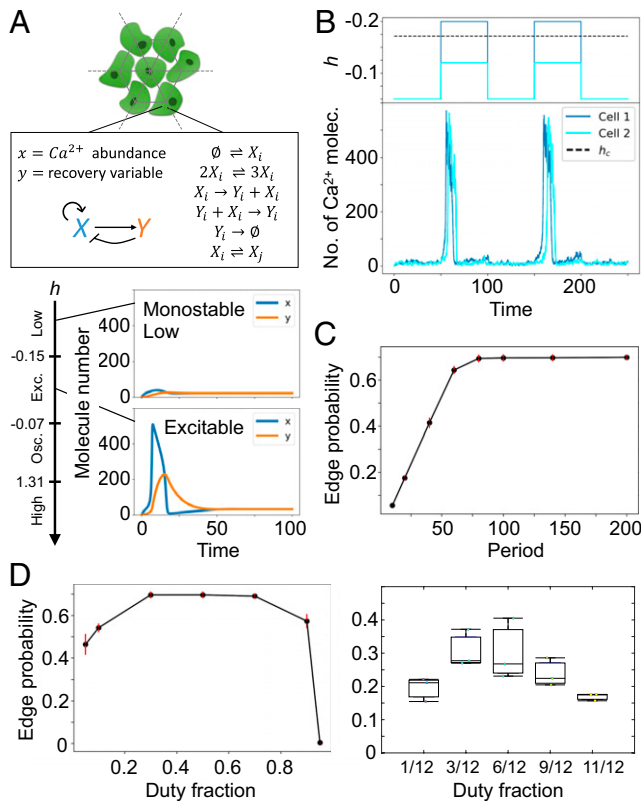 A
x = Ca²⁺ abundance
y = recovery variable
X
Y
∅ ⇌ Xᵢ
2Xᵢ ⇌ 3Xᵢ
Xᵢ → Yᵢ + Xᵢ
Yᵢ + Xᵢ → Yᵢ
Yᵢ → ∅
Xᵢ ⇌ Xⱼ
h
Low
-0.15
Exc.
-0.07
Osc.
1.31
High
Molecule number
400
200
0
Monostable
Low
x
y
400
200
0
Excitable
x
y
0
50
100
Time
B
h
-0.2
-0.1
No. of Ca²⁺ molec.
400
200
0
Cell 1
Cell 2
h_c
0
100
200
Time
C
Edge probability
0.6
0.4
0.2
0
50
100
150
200
Period
D
Edge probability
0.6
0.4
0.2
0
0.2
0.4
0.6
0.8
Duty fraction
0.4
0.3
0.2
0.1
0
1/12
3/12
6/12
9/12
11/12
Duty fraction